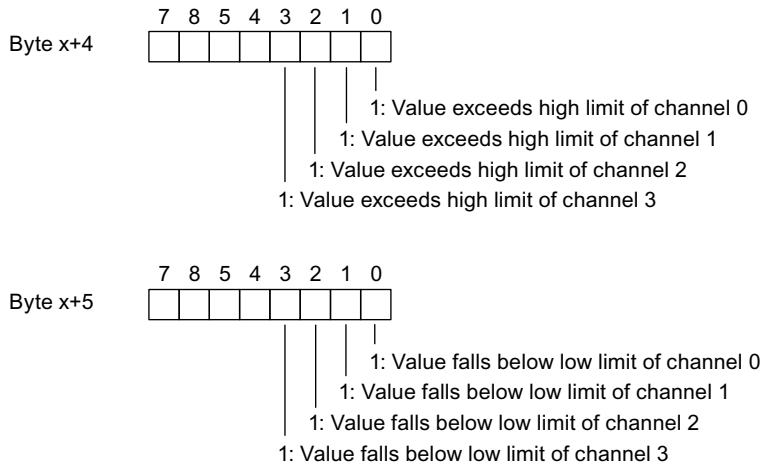 7 8 5 4 3 2 1 0
Byte x+4
1: Value exceeds high limit of channel 0
1: Value exceeds high limit of channel 1
1: Value exceeds high limit of channel 2
1: Value exceeds high limit of channel 3
7 8 5 4 3 2 1 0
Byte x+5
1: Value falls below low limit of channel 0
1: Value falls below low limit of channel 1
1: Value falls below low limit of channel 2
1: Value falls below low limit of channel 3